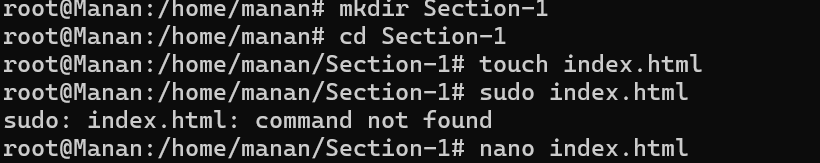 root@Manan:/home/manan# mkdir Section-1
root@Manan:/home/manan# cd Section-1
root@Manan:/home/manan/Section-1# touch index.html
root@Manan:/home/manan/Section-1# sudo index.html
sudo: index.html: command not found
root@Manan:/home/manan/Section-1# nano index.html